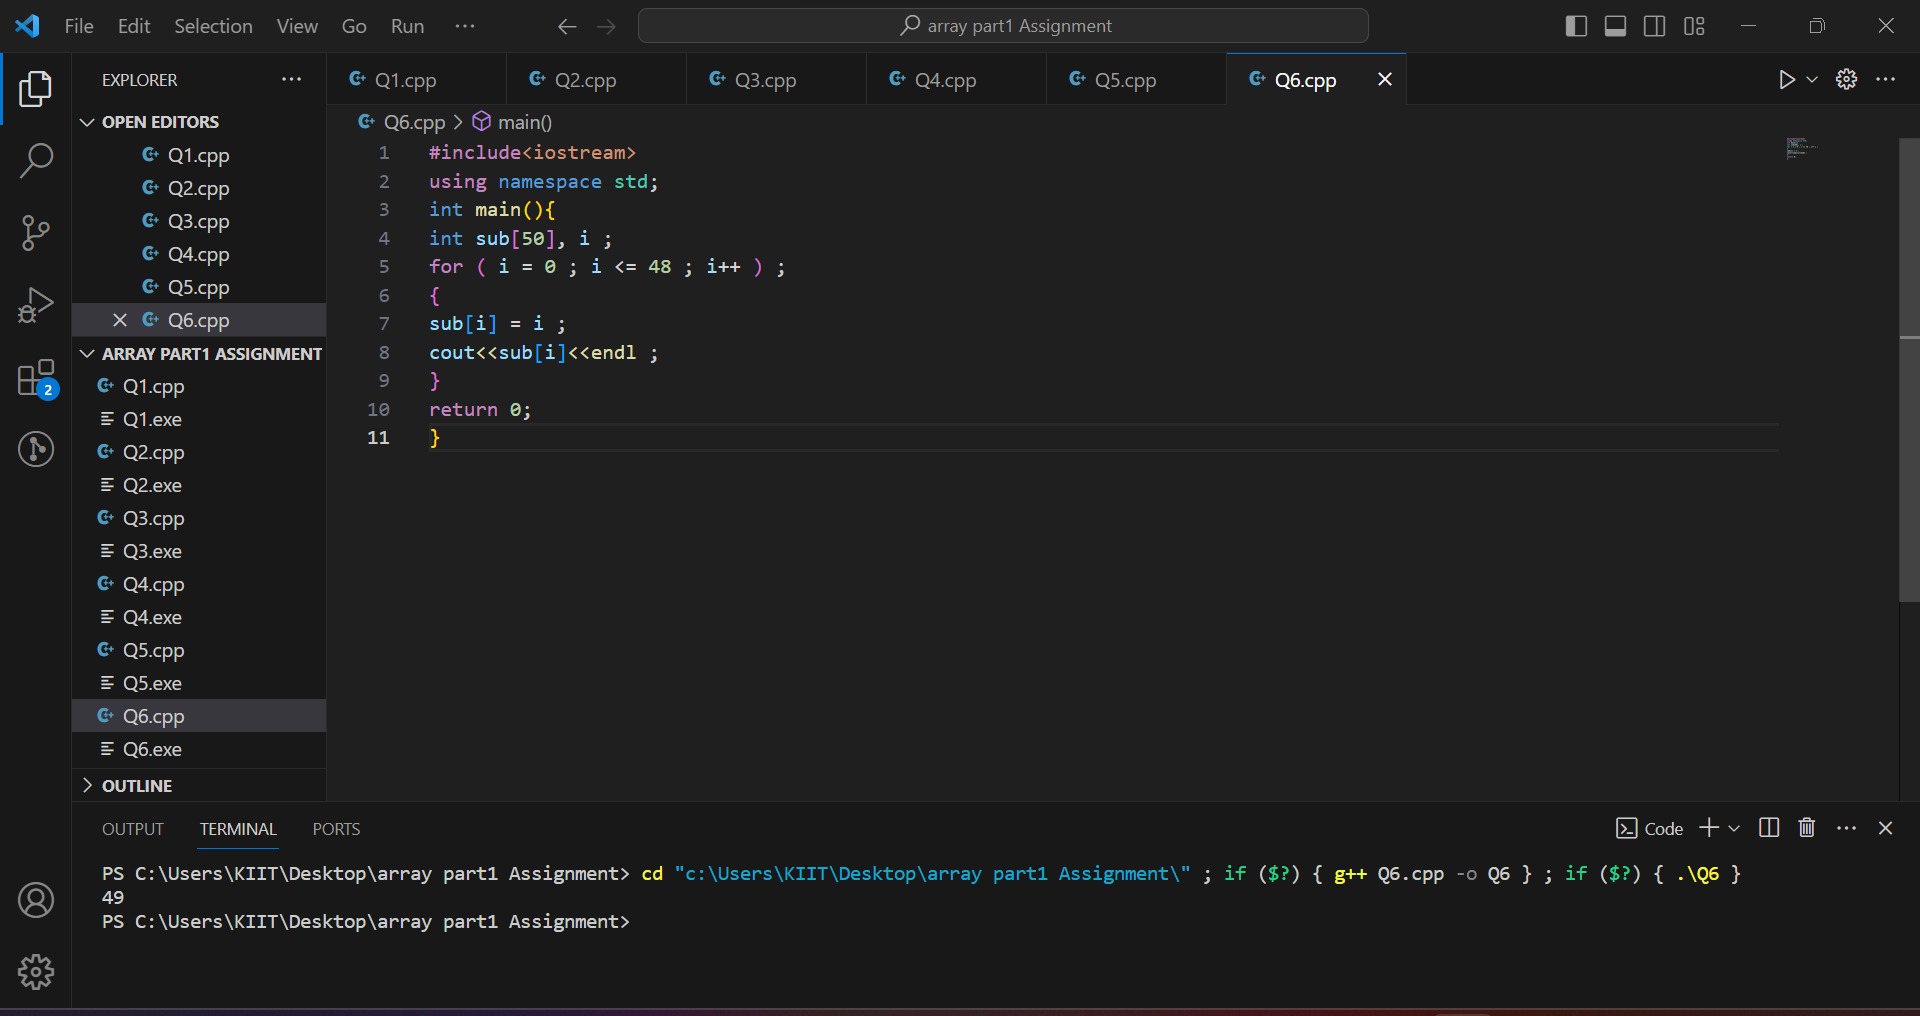 File Edit Selection View Go Run ···
array part1 Assignment
EXPLORER ···
OPEN EDITORS
Q1.cpp
Q2.cpp
Q3.cpp
Q4.cpp
Q5.cpp
Q6.cpp
ARRAY PART1 ASSIGNMENT
Q1.cpp
Q1.exe
Q2.cpp
Q2.exe
Q3.cpp
Q3.exe
Q4.cpp
Q4.exe
Q5.cpp
Q5.exe
Q6.cpp
Q6.exe
OUTLINE
2
Q1.cpp Q2.cpp Q3.cpp Q4.cpp Q5.cpp Q6.cpp
Q6.cpp > main()
1 #include<iostream>
2 using namespace std;
3 int main(){
4 int sub[50], i ;
5 for ( i = 0 ; i <= 48 ; i++ ) ;
6 {
7 sub[i] = i ;
8 cout<<sub[i]<<endl ;
9 }
10 return 0;
11 }
OUTPUT TERMINAL PORTS
Code
PS C:\Users\KIIT\Desktop\array part1 Assignment> cd "c:\Users\KIIT\Desktop\array part1 Assignment\" ; if ($?) { g++ Q6.cpp -o Q6 } ; if ($?) { .\Q6 }
49
PS C:\Users\KIIT\Desktop\array part1 Assignment>